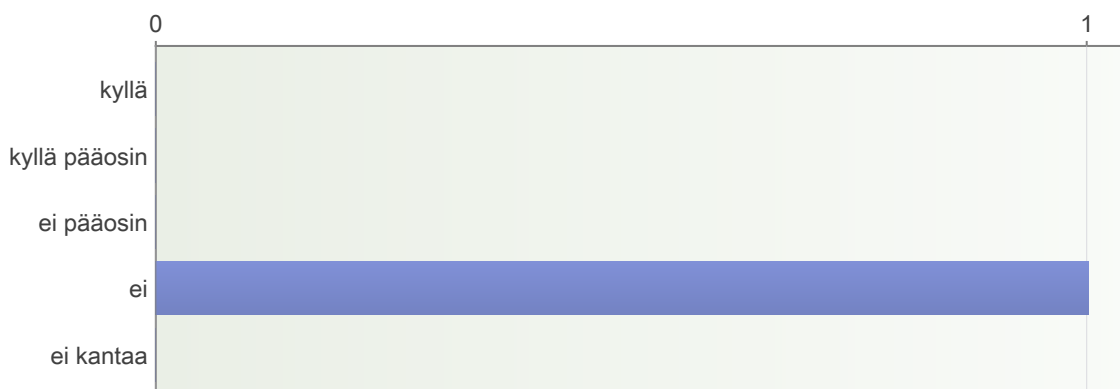 0 1
kyllä
kyllä pääosin
ei pääosin
ei
ei kantaa